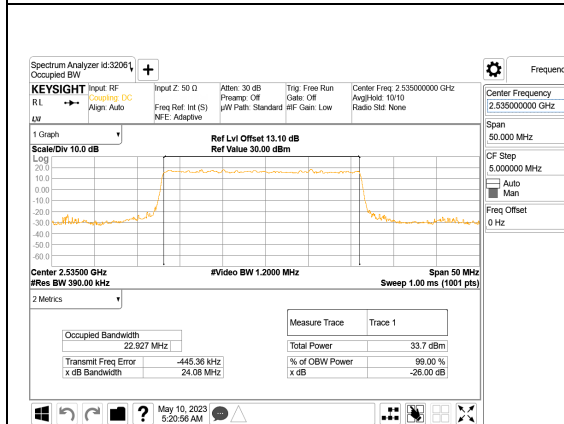 Spectrum Analyzer id:32061
Occupied BW
+
Frequenc
KEYSIGHT
RL
LXI
Input: RF
Coupling: DC
Align: Auto
Input Z: 50 Ω
Freq Ref: Int (S)
NFE: Adaptive
Atten: 30 dB
Preamp: Off
µW Path: Standard
Trig: Free Run
Gate: Off
#IF Gain: Low
Center Freq: 2.535000000 GHz
Avg|Hold: 10/10
Radio Std: None
Center Frequency
2.535000000 GHz
Span
50.000 MHz
CF Step
5.000000 MHz
Auto
Man
Freq Offset
0 Hz
1 Graph
Scale/Div 10.0 dB
Ref Lvl Offset 13.10 dB
Ref Value 30.00 dBm
Log
20.0
10.0
0.00
-10.0
-20.0
-30.0
-40.0
-50.0
-60.0
Center 2.53500 GHz
#Res BW 390.00 kHz
#Video BW 1.2000 MHz
Span 50 MHz
Sweep 1.00 ms (1001 pts)
2 Metrics
Occupied Bandwidth
22.927 MHz
Transmit Freq Error -445.36 kHz
x dB Bandwidth 24.08 MHz
Measure Trace Trace 1
Total Power 33.7 dBm
% of OBW Power 99.00 %
x dB -26.00 dB
?
May 10, 2023
5:20:56 AM